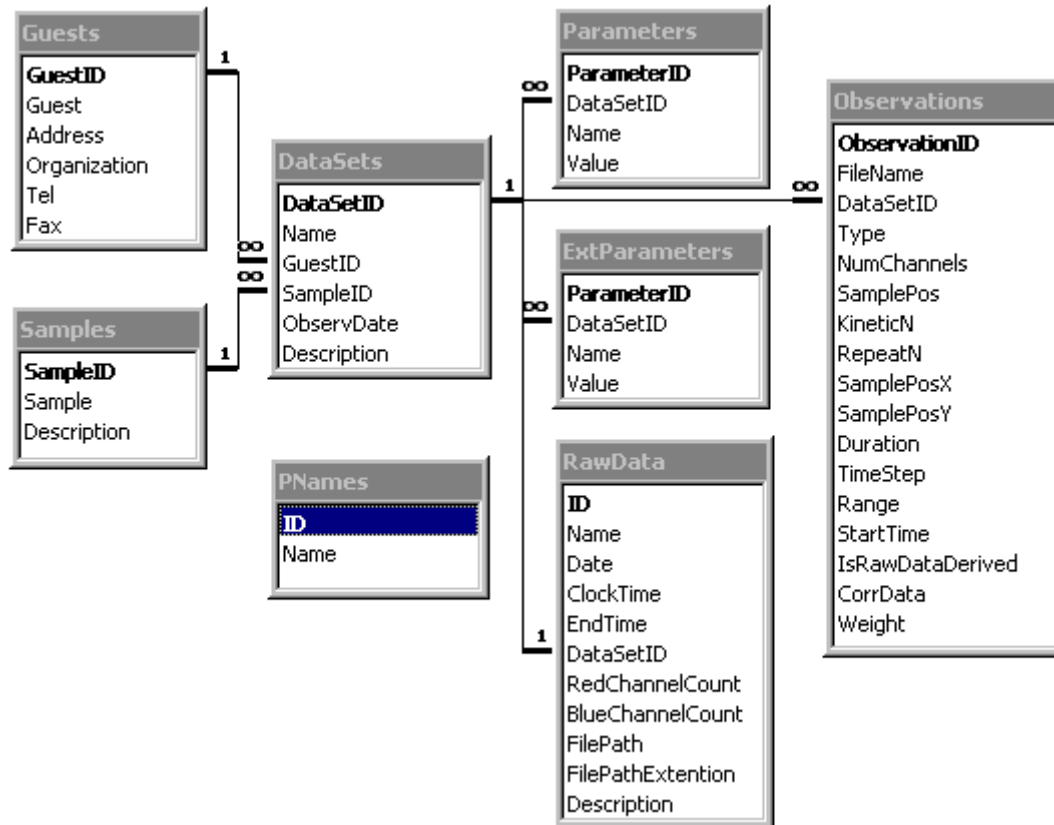 Guests
GuestID
Guest
Address
Organization
Tel
Fax
1
∞
Samples
SampleID
Sample
Description
1
∞
DataSets
DataSetID
Name
GuestID
SampleID
ObservDate
Description
1
PNames
ID
Name
Parameters
ParameterID
DataSetID
Name
Value
∞
ExtParameters
ParameterID
DataSetID
Name
Value
∞
RawData
ID
Name
Date
ClockTime
EndTime
DataSetID
RedChannelCount
BlueChannelCount
FilePath
FilePathExtention
Description
1
Observations
ObservationID
FileName
DataSetID
Type
NumChannels
SamplePos
KineticN
RepeatN
SamplePosX
SamplePosY
Duration
TimeStep
Range
StartTime
IsRawDataDerived
CorrData
Weight
∞